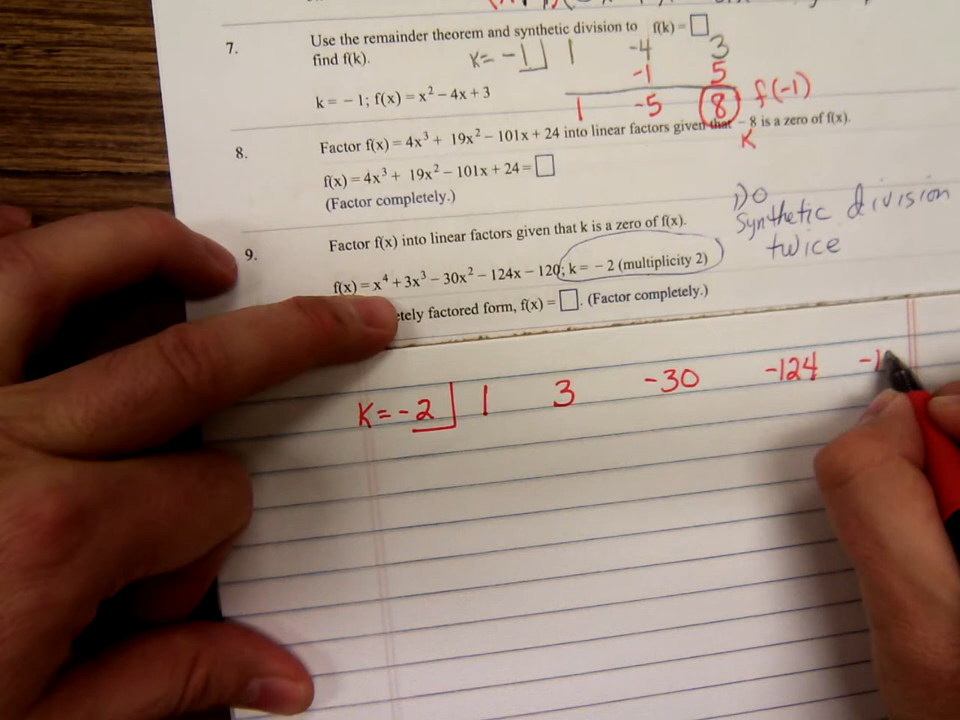 7. Use the remainder theorem and synthetic division to f(k) = □
find f(k).
K = -1 | 1 -4 3
-1 5
k = − 1; f(x) = x² − 4x + 3
1 -5 8 f(-1)
8. Factor f(x) = 4x³ + 19x² − 101x + 24 into linear factors given that − 8 is a zero of f(x).
K
f(x) = 4x³ + 19x² − 101x + 24 = □
(Factor completely.)
Synthetic division
twice
9. Factor f(x) into linear factors given that k is a zero of f(x).
f(x) = x⁴ + 3x³ − 30x² − 124x − 120; k = − 2 (multiplicity 2)
etely factored form, f(x) = □. (Factor completely.)
K = -2 | 1 3 -30 -124 -1